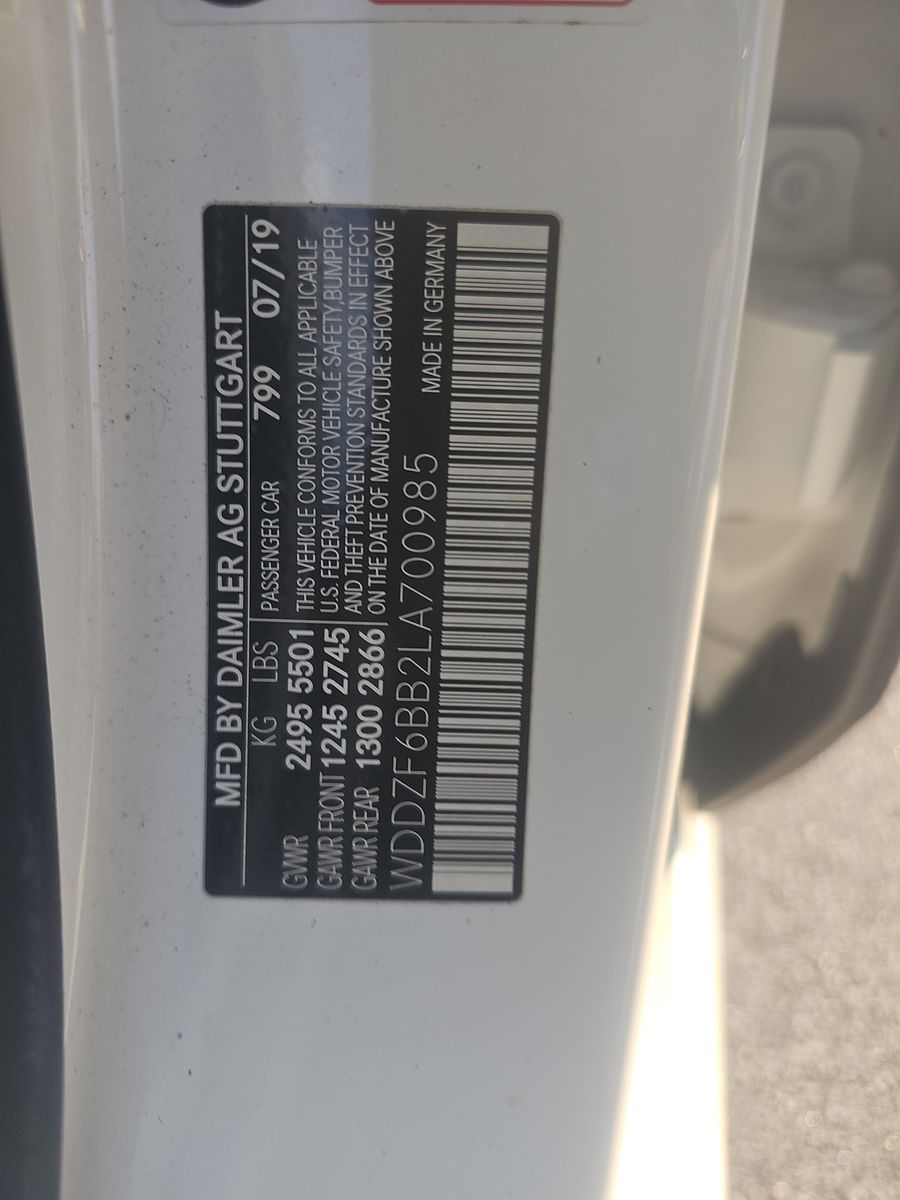 MFD BY DAIMLER AG STUTTGART
KG LBS PASSENGER CAR 799 07/19
GVWR 2495 5501 THIS VEHICLE CONFORMS TO ALL APPLICABLE
GAWR FRONT 1245 2745 U.S. FEDERAL MOTOR VEHICLE SAFETY,BUMPER
GAWR REAR 1300 2866 AND THEFT PREVENTION STANDARDS IN EFFECT
ON THE DATE OF MANUFACTURE SHOWN ABOVE
WDDZF6BB2LA700985 MADE IN GERMANY